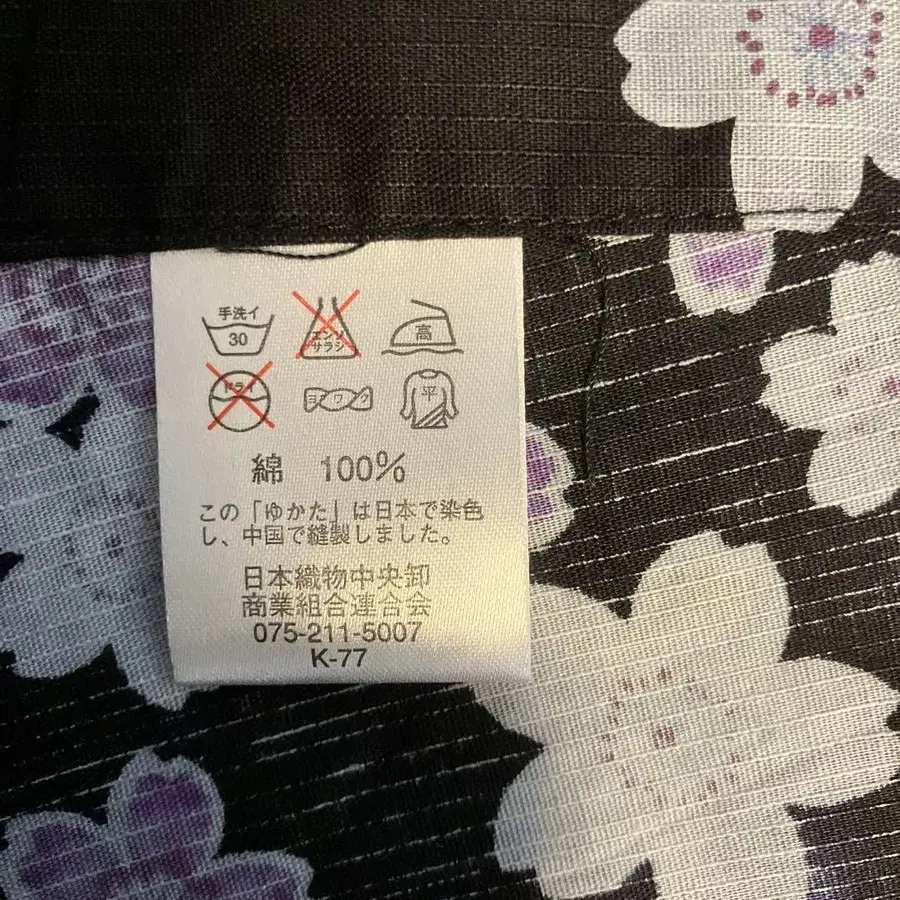 手洗イ
30
エンソ
サラシ
高
ドライ
ヨワク
平
綿 100%
この「ゆかた」は日本で染色
し、中国で縫製しました。
日本織物中央卸
商業組合連合会
075-211-5007
K-77